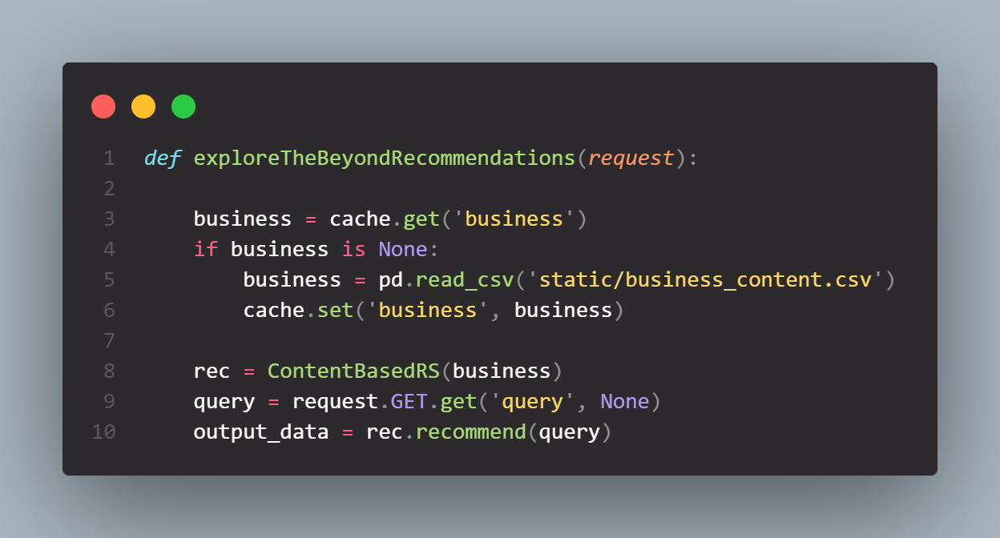 1 def exploreTheBeyondRecommendations(request):
2
3     business = cache.get('business')
4     if business is None:
5         business = pd.read_csv('static/business_content.csv')
6         cache.set('business', business)
7
8     rec = ContentBasedRS(business)
9     query = request.GET.get('query', None)
10     output_data = rec.recommend(query)